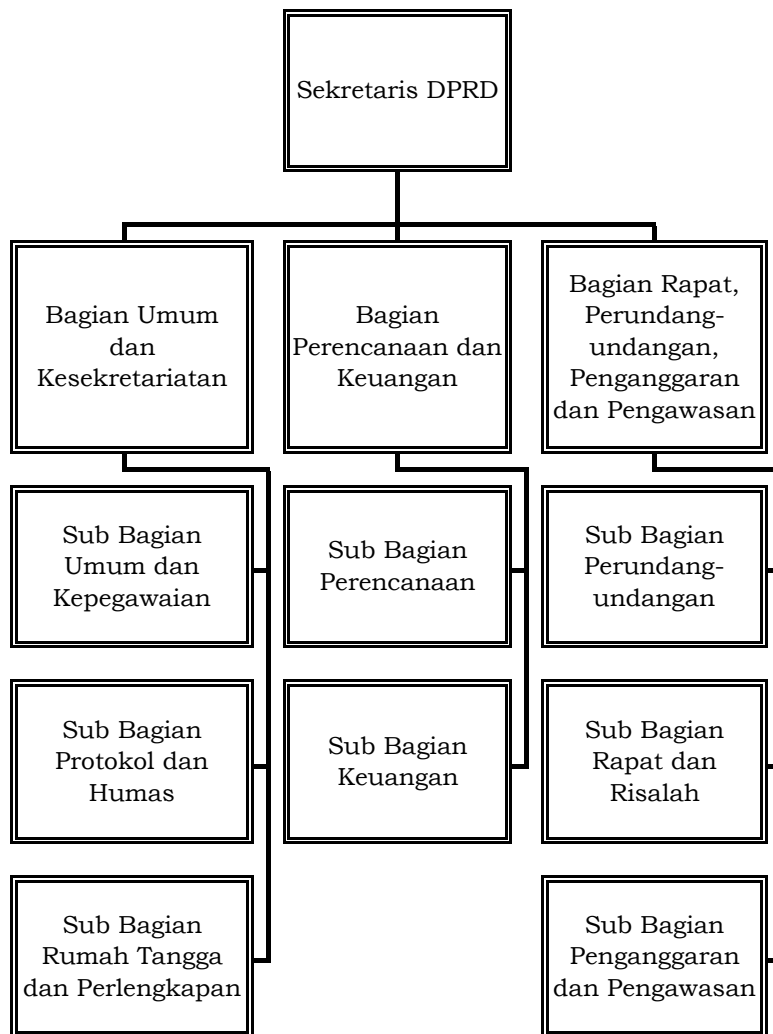 Sekretaris DPRD
Bagian Umum
dan
Kesekretariatan
Bagian
Perencanaan dan
Keuangan
Bagian Rapat,
Perundang-
undangan,
Penganggaran
dan Pengawasan
Sub Bagian
Umum dan
Kepegawaian
Sub Bagian
Perencanaan
Sub Bagian
Perundang-
undangan
Sub Bagian
Protokol dan
Humas
Sub Bagian
Keuangan
Sub Bagian
Rapat dan
Risalah
Sub Bagian
Rumah Tangga
dan Perlengkapan
Sub Bagian
Penganggaran
dan Pengawasan